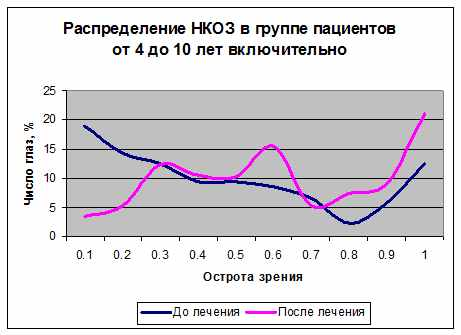 Распределение НКОЗ в группе пациентов
от 4 до 10 лет включительно
Число глаз, %
25
20
15
10
5
0
0.1 0.2 0.3 0.4 0.5 0.6 0.7 0.8 0.9 1
Острота зрения
До лечения После лечения